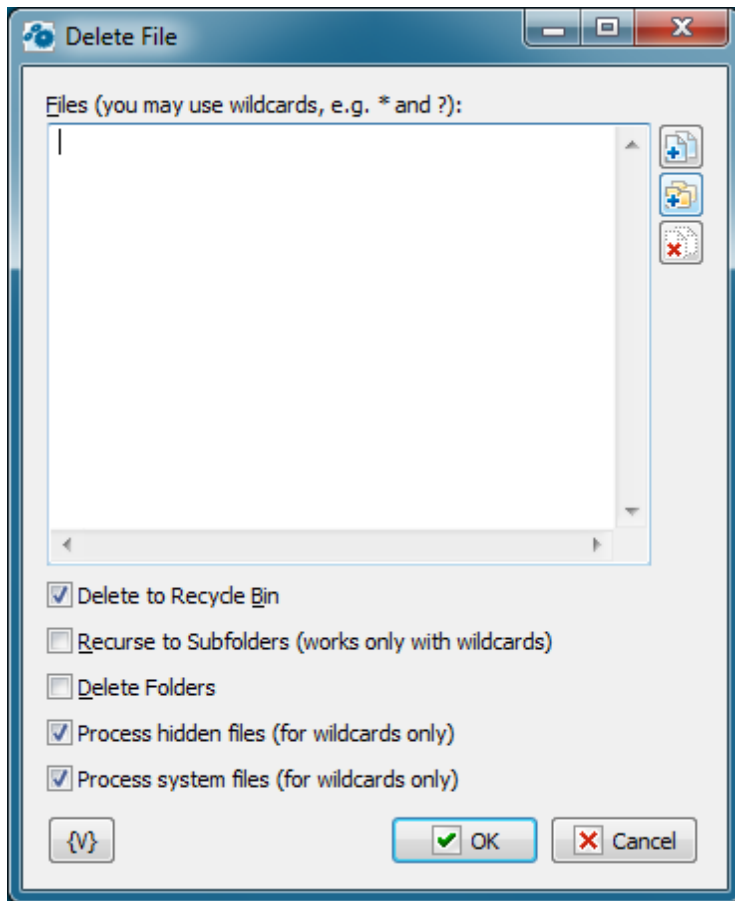 Delete File
Files (you may use wildcards, e.g. * and ?):
Delete to Recycle Bin
Recurse to Subfolders (works only with wildcards)
Delete Folders
Process hidden files (for wildcards only)
Process system files (for wildcards only)
{V} OK Cancel